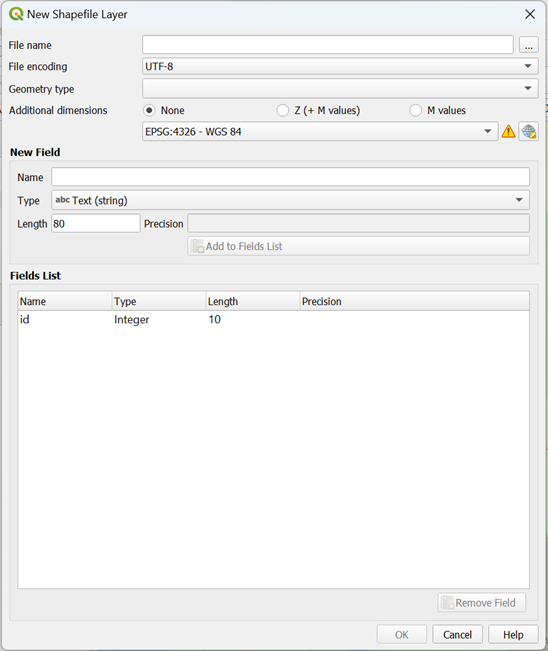 New Shapefile Layer
File name ...
File encoding UTF-8
Geometry type
Additional dimensions None Z (+ M values) M values
EPSG:4326 - WGS 84
New Field
Name
Type abc Text (string)
Length 80 Precision
Add to Fields List
Fields List
Name Type Length Precision
id Integer 10
Remove Field
OK Cancel Help